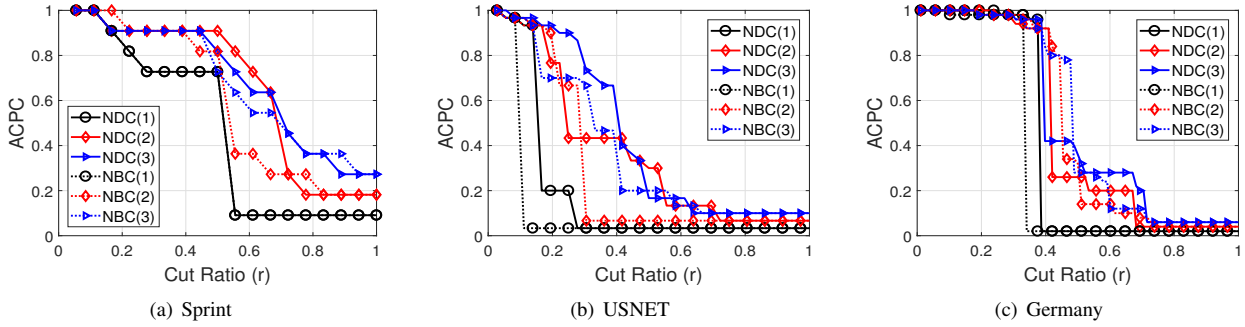 1
0.8
0.6
0.4
0.2
0
ACPC
NDC(1)
NDC(2)
NDC(3)
NBC(1)
NBC(2)
NBC(3)
0 0.2 0.4 0.6 0.8 1
Cut Ratio (r)
(a) Sprint
1
0.8
0.6
0.4
0.2
0
ACPC
NDC(1)
NDC(2)
NDC(3)
NBC(1)
NBC(2)
NBC(3)
0 0.2 0.4 0.6 0.8 1
Cut Ratio (r)
(b) USNET
1
0.8
0.6
0.4
0.2
0
ACPC
NDC(1)
NDC(2)
NDC(3)
NBC(1)
NBC(2)
NBC(3)
0 0.2 0.4 0.6 0.8 1
Cut Ratio (r)
(c) Germany